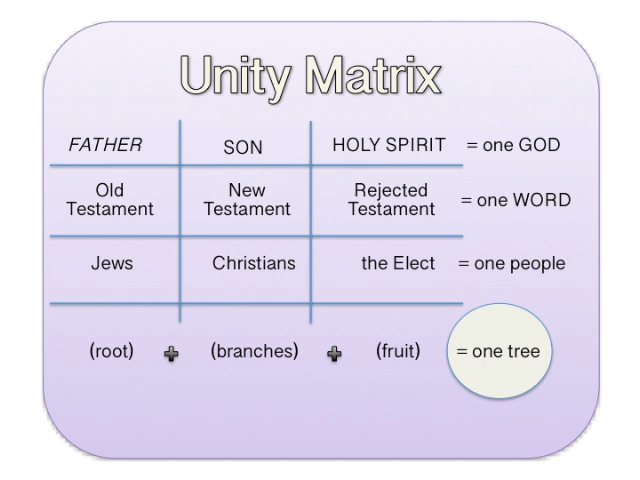 Unity Matrix
FATHER SON HOLY SPIRIT = one GOD
Old New Rejected
Testament Testament Testament = one WORD
Jews Christians the Elect = one people
(root) + (branches) + (fruit) = one tree